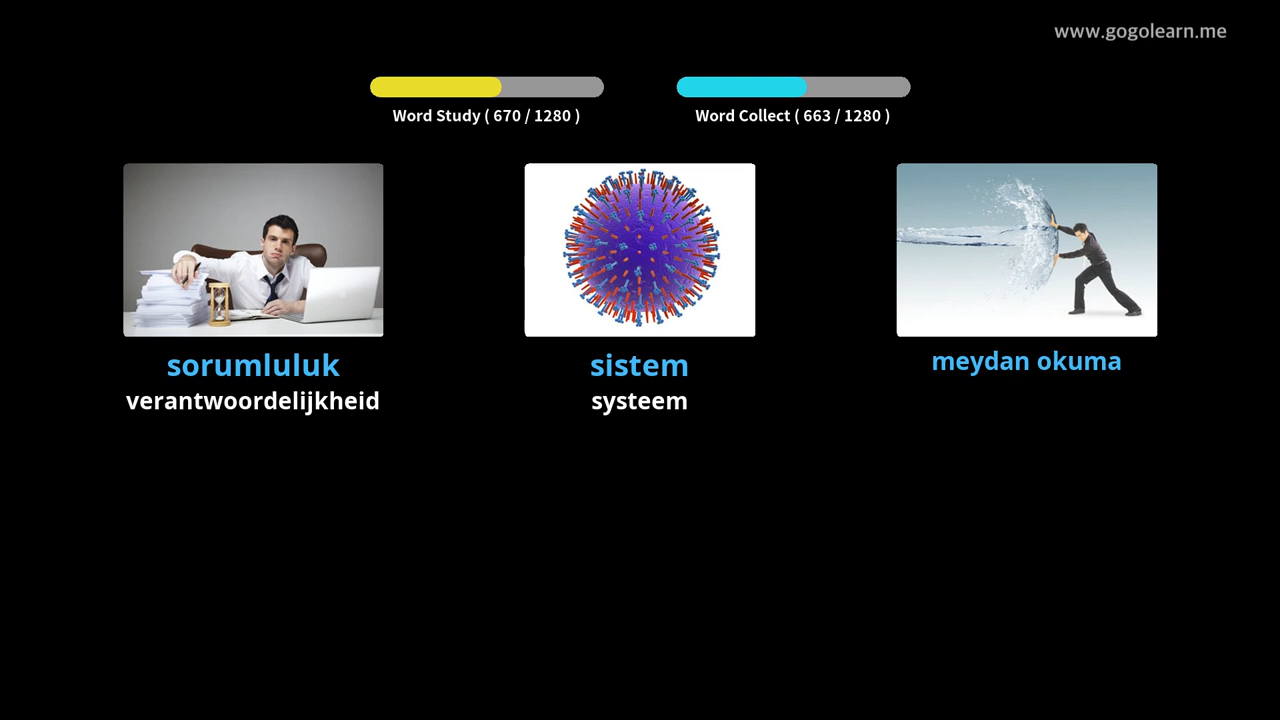 www.gogolearn.me
Word Study ( 670 / 1280 )
Word Collect ( 663 / 1280 )
sorumluluk
verantwoordelijkheid
sistem
systeem
meydan okuma